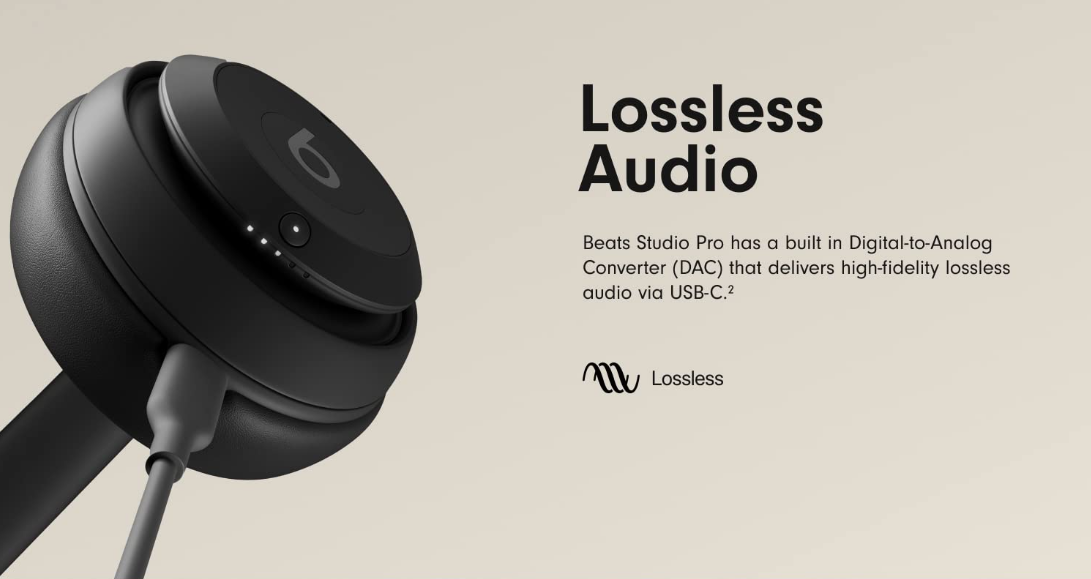 Lossless
Audio
Beats Studio Pro has a built in Digital-to-Analog
Converter (DAC) that delivers high-fidelity lossless
audio via USB-C.²
Lossless